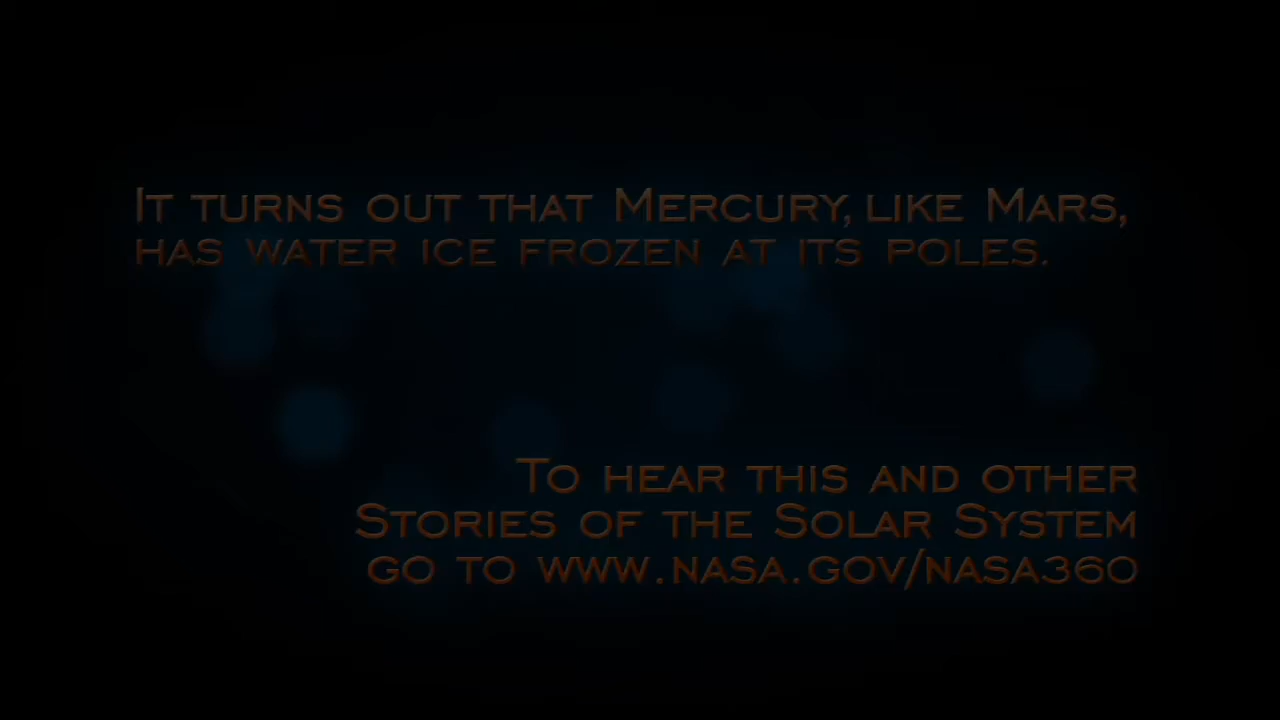 It turns out that Mercury, like Mars,
has water ice frozen at its poles.
To hear this and other
Stories of the Solar System
go to www.nasa.gov/nasa360